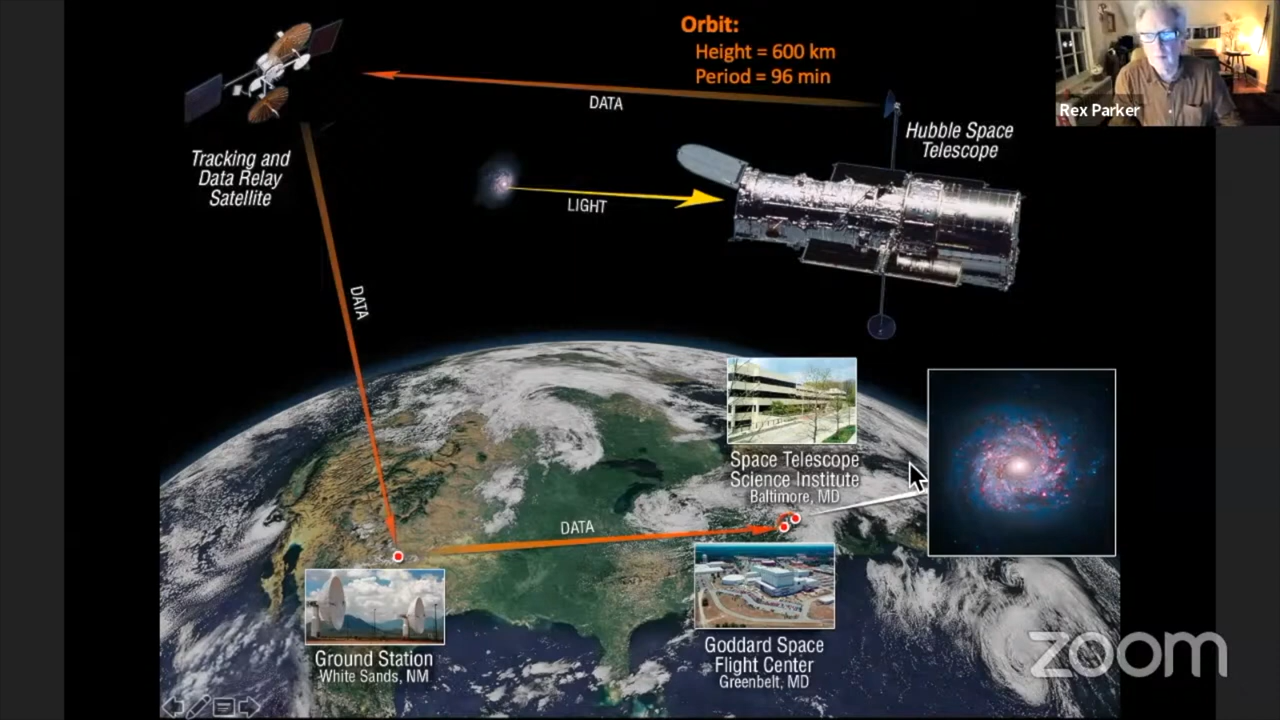 Orbit:
Height = 600 km
Period = 96 min
Rex Parker
DATA
Hubble Space
Telescope
Tracking and
Data Relay
Satellite
LIGHT
DATA
Space Telescope
Science Institute
Baltimore, MD
DATA
Ground Station
White Sands, NM
Goddard Space
Flight Center
Greenbelt, MD
zoom